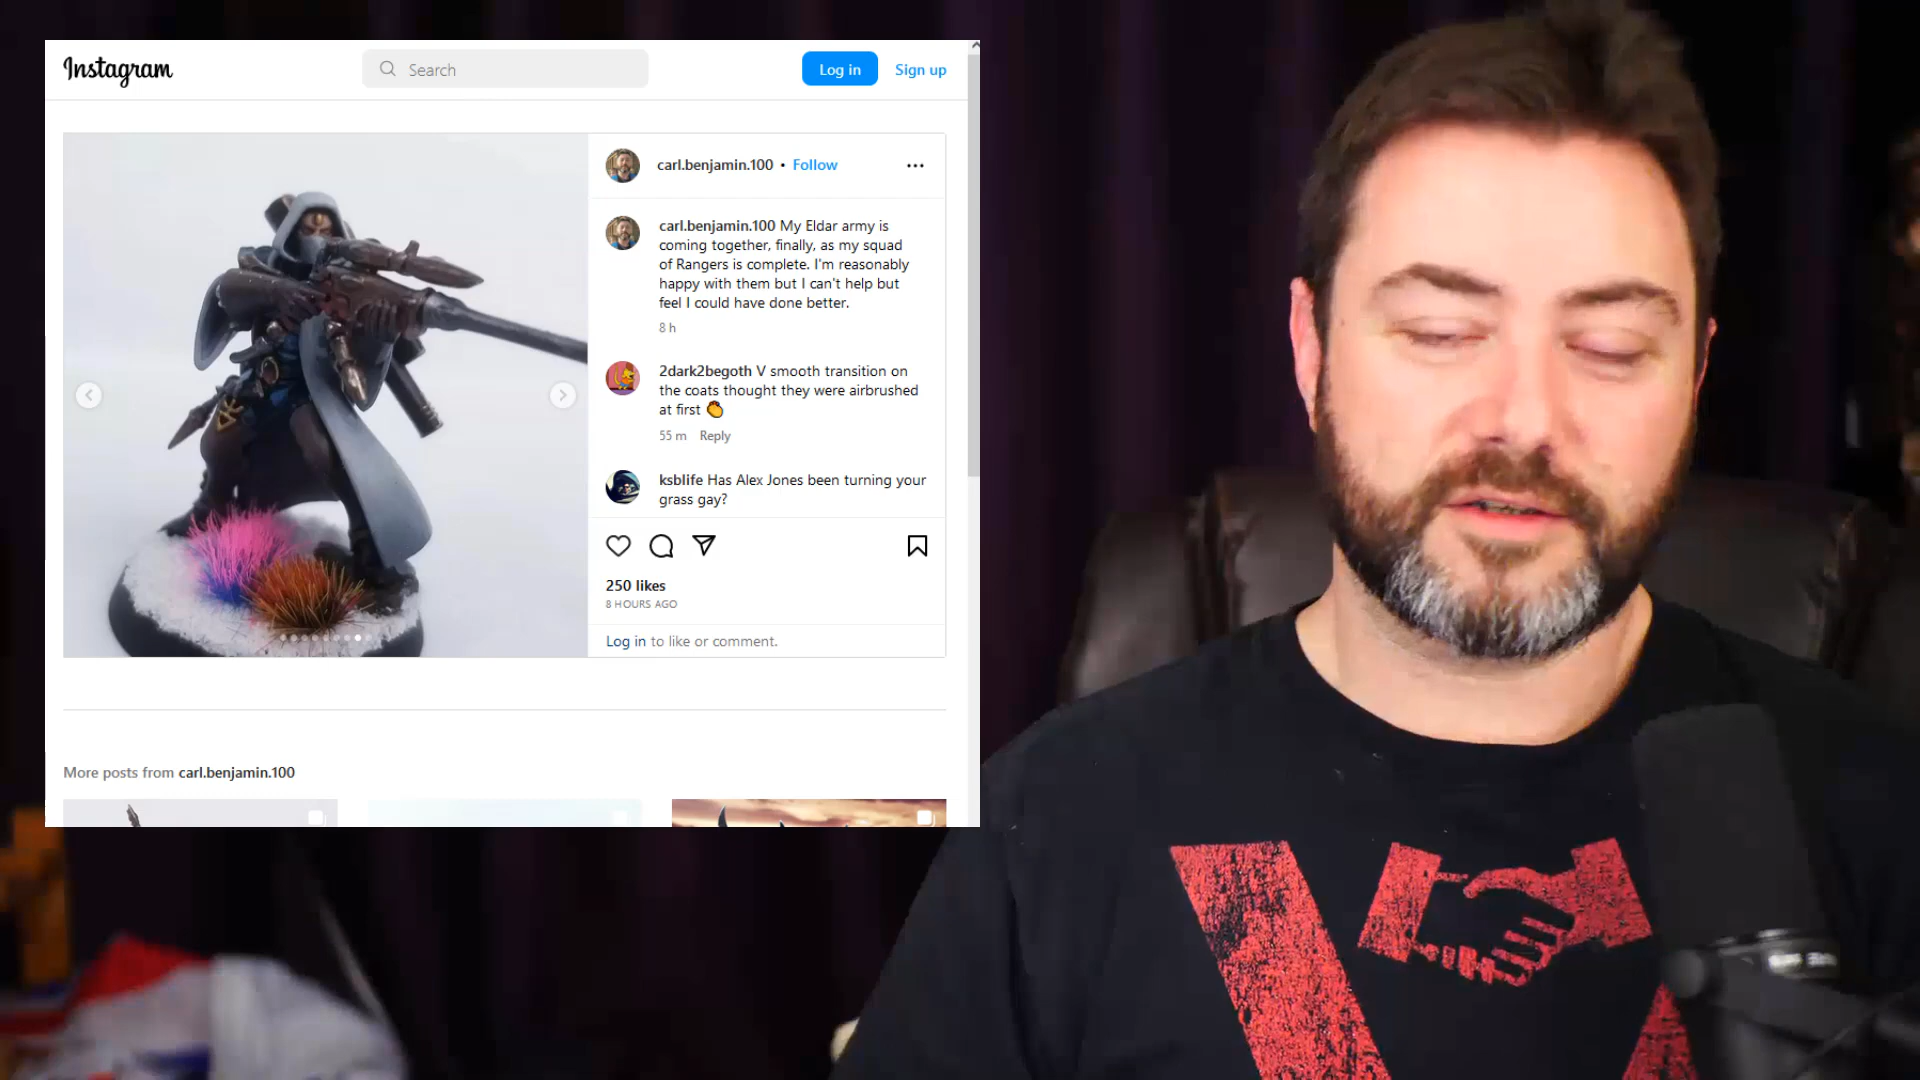 Instagram
Search
Log in
Sign up
carl.benjamin.100 • Follow
carl.benjamin.100 My Eldar army is
coming together, finally, as my squad
of Rangers is complete. I'm reasonably
happy with them but I can't help but
feel I could have done better.
8 h
2dark2begoth V smooth transition on
the coats thought they were airbrushed
at first 👏
55 m Reply
ksblife Has Alex Jones been turning your
grass gay?
250 likes
8 HOURS AGO
Log in to like or comment.
More posts from carl.benjamin.100